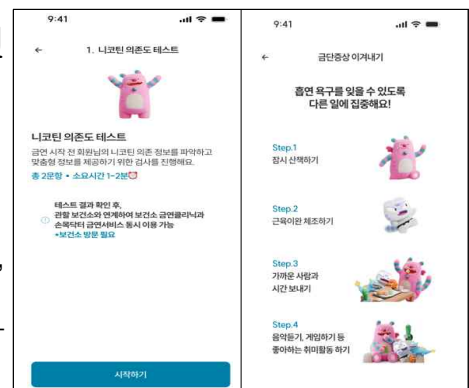 9:41
←
1. 니코틴 의존도 테스트
니코틴 의존도 테스트
금연 시작 전 회원님의 니코틴 의존 정보를 파악하고
맞춤형 정보를 제공하기 위한 검사를 진행해요.
총 2문항 • 소요시간 1~2분⏰
테스트 결과 확인 후,
관할 보건소와 연계하여 보건소 금연클리닉과
손목닥터 금연서비스 동시 이용 가능
*보건소 방문 필요
시작하기
9:41
←
금단증상 이겨내기
흡연 욕구를 잊을 수 있도록
다른 일에 집중해요!
Step.1
잠시 산책하기
Step.2
근육이완 체조하기
Step.3
가까운 사람과
시간 보내기
Step.4
음악듣기, 게임하기 등
좋아하는 취미활동 하기